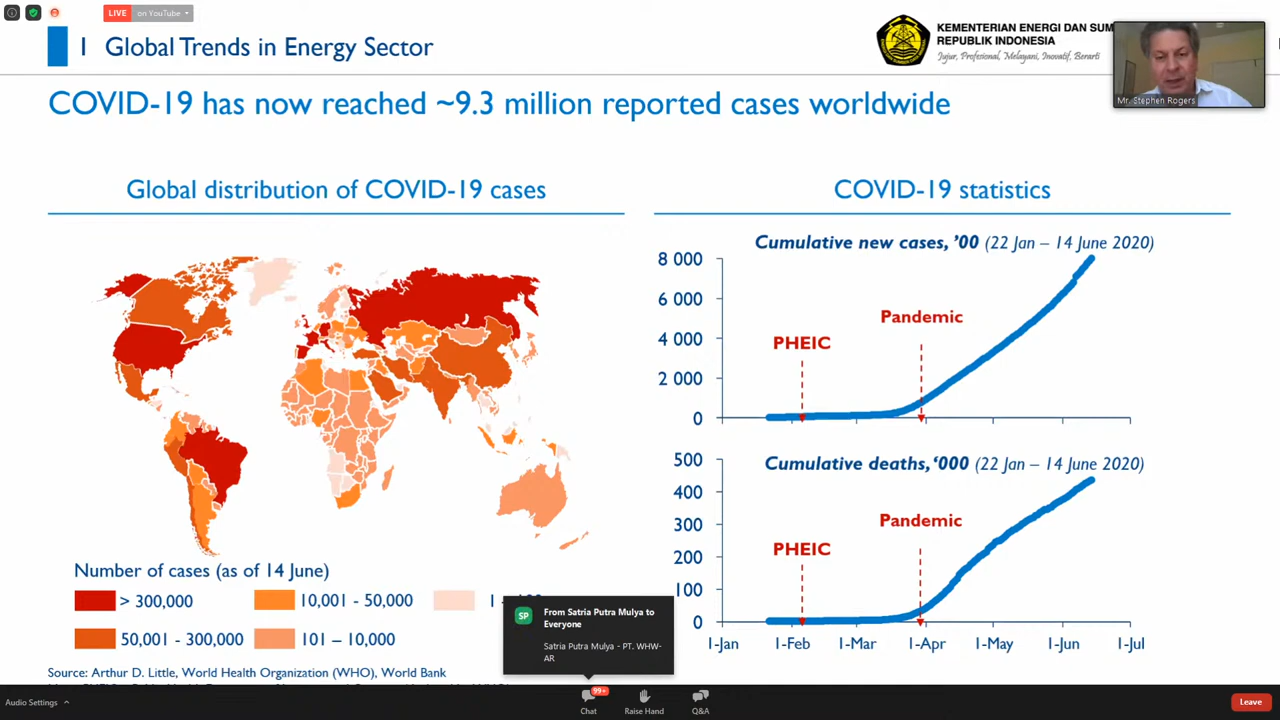 LIVE on YouTube
I Global Trends in Energy Sector
KEMENTERIAN ENERGI DAN SUM
REPUBLIK INDONESIA
Jujur, Profesional, Melayani, Inovatif, Berarti
Mr. Stephen Rogers
COVID-19 has now reached ~9.3 million reported cases worldwide
Global distribution of COVID-19 cases
Number of cases (as of 14 June)
> 300,000
10,001 - 50,000
1
50,001 - 300,000
101 – 10,000
Source: Arthur D. Little, World Health Organization (WHO), World Bank
COVID-19 statistics
Cumulative new cases, '00 (22 Jan – 14 June 2020)
8 000
6 000
4 000
2 000
0
PHEIC
Pandemic
Cumulative deaths,'000 (22 Jan – 14 June 2020)
500
400
300
200
100
0
PHEIC
Pandemic
1-Jan 1-Feb 1-Mar 1-Apr 1-May 1-Jun 1-Jul
SP
From Satria Putra Mulya to
Everyone
Satria Putra Mulya - PT. WHW-
AR
Audio Settings
99+
Chat
Raise Hand
Q&A
Leave